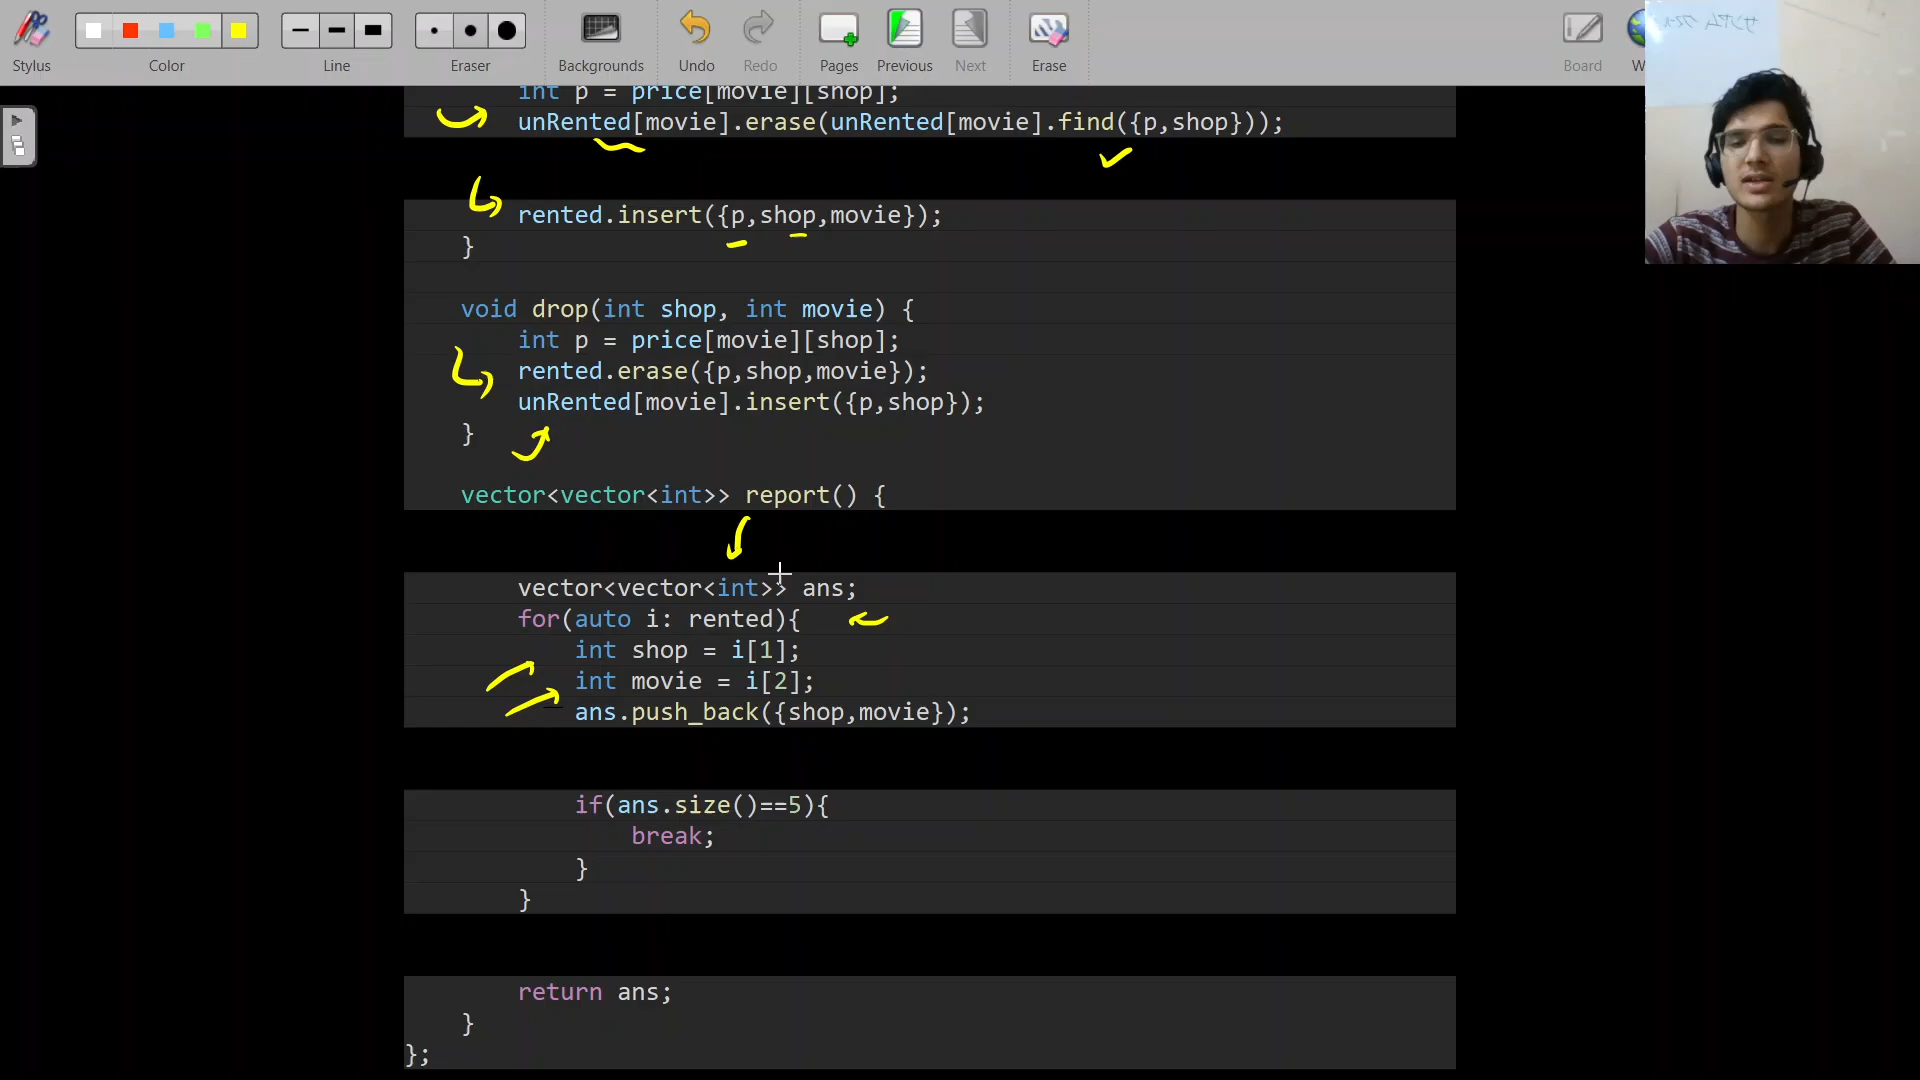 Stylus
Color
Line
Eraser
Backgrounds
Undo
Redo
Pages
Previous
Next
Erase
Board
int p = price[movie][shop];
unRented[movie].erase(unRented[movie].find({p,shop}));
rented.insert({p,shop,movie});
}
void drop(int shop, int movie) {
int p = price[movie][shop];
rented.erase({p,shop,movie});
unRented[movie].insert({p,shop});
}
vector<vector<int>> report() {
vector<vector<int>> ans;
for(auto i: rented){
int shop = i[1];
int movie = i[2];
ans.push_back({shop,movie});
if(ans.size()==5){
break;
}
}
return ans;
}
};